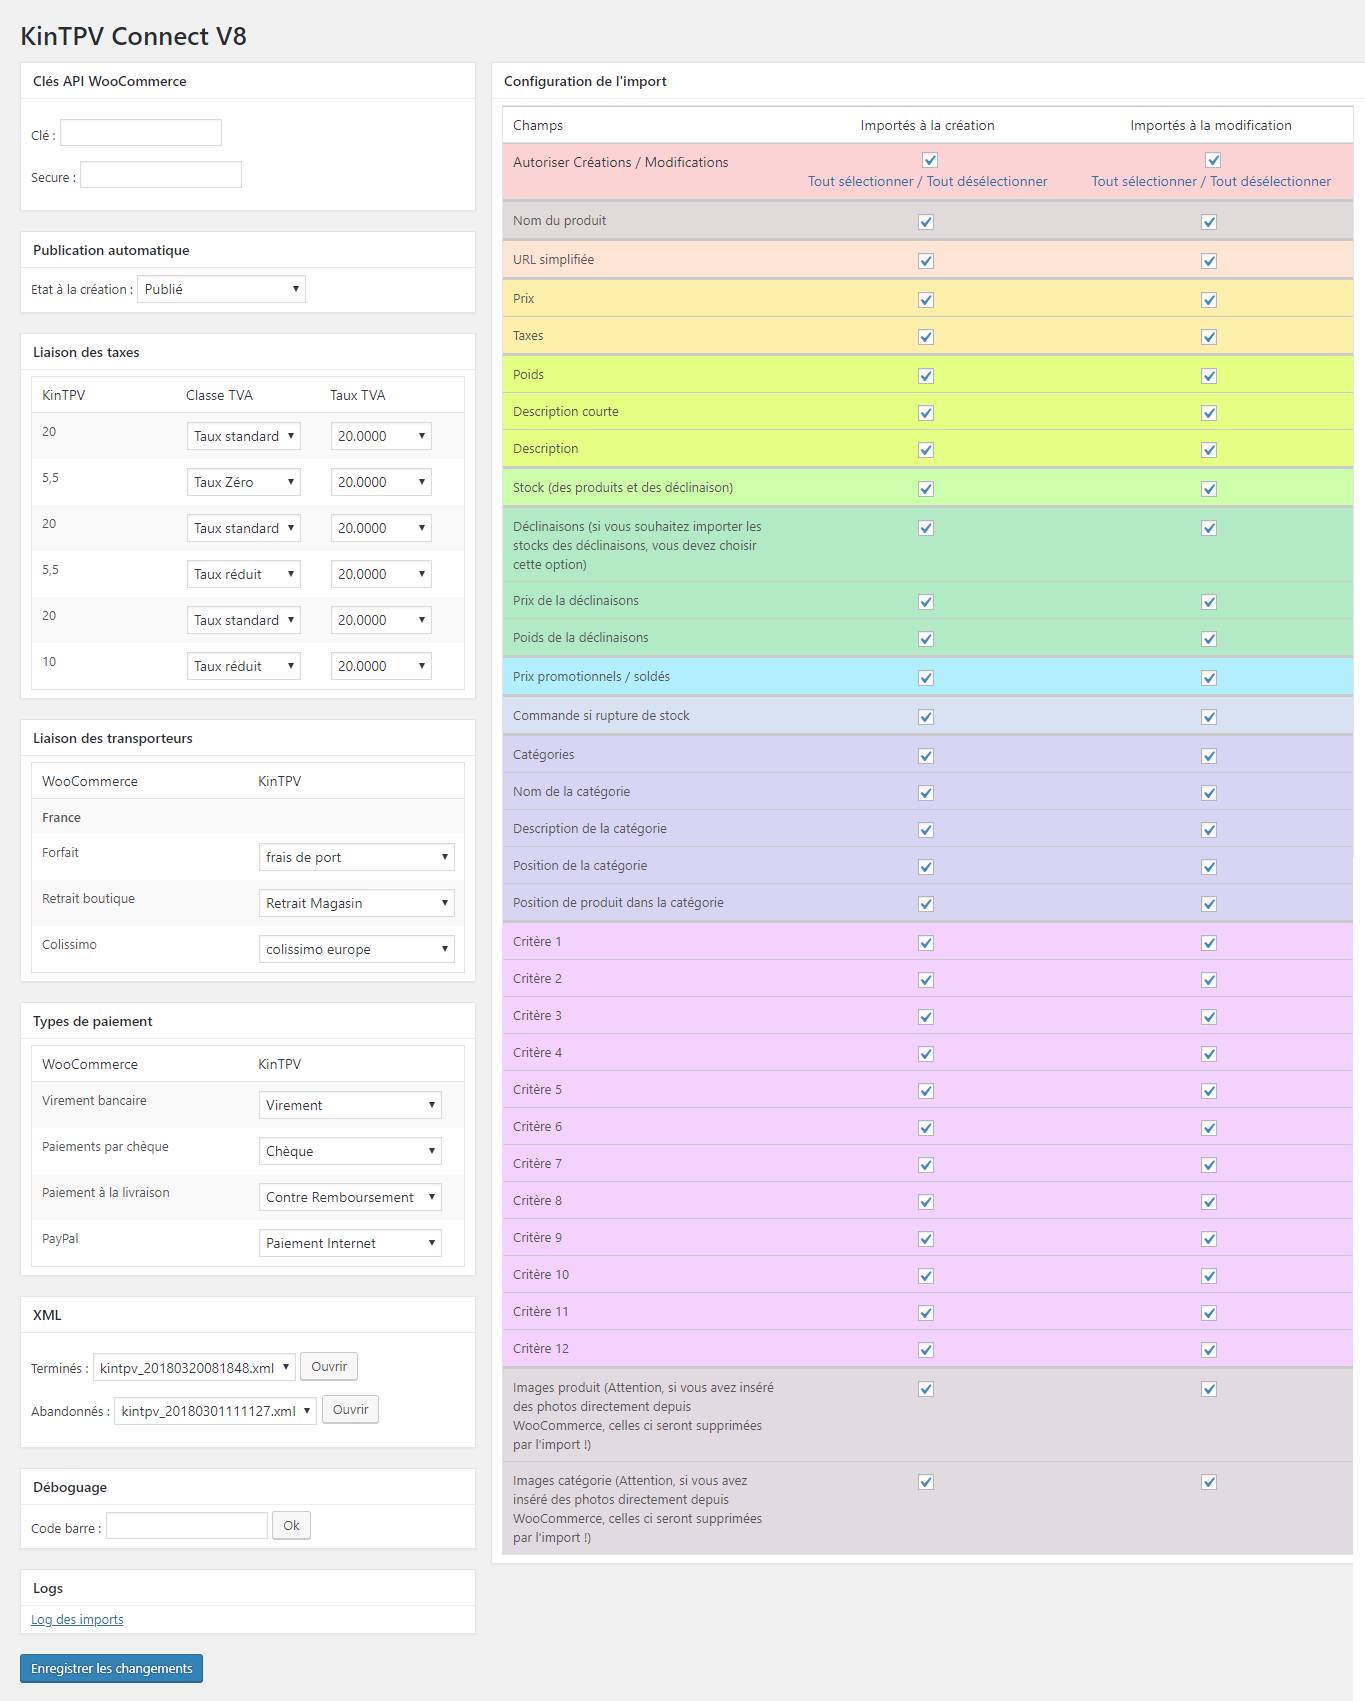 KinTPV Connect V8
Clés API WooCommerce
Clé :
Secure :
Publication automatique
Etat à la création : Publié
Liaison des taxes
KinTPV Classe TVA Taux TVA
20 Taux standard 20.0000
5,5 Taux Zéro 20.0000
20 Taux standard 20.0000
5,5 Taux réduit 20.0000
20 Taux standard 20.0000
10 Taux réduit 20.0000
Liaison des transporteurs
WooCommerce KinTPV
France
Forfait frais de port
Retrait boutique Retrait Magasin
Colissimo colissimo europe
Types de paiement
WooCommerce KinTPV
Virement bancaire Virement
Paiements par chèque Chèque
Paiement à la livraison Contre Remboursement
PayPal Paiement Internet
XML
Terminés : kintpv_20180320081848.xml Ouvrir
Abandonnés : kintpv_20180301111127.xml Ouvrir
Déboguage
Code barre : Ok
Logs
Log des imports
Enregistrer les changements
Configuration de l'import
Champs Importés à la création Importés à la modification
Autoriser Créations / Modifications
Tout sélectionner / Tout désélectionner Tout sélectionner / Tout désélectionner
Nom du produit
URL simplifiée
Prix
Taxes
Poids
Description courte
Description
Stock (des produits et des déclinaison)
Déclinaisons (si vous souhaitez importer les
stocks des déclinaisons, vous devez choisir
cette option)
Prix de la déclinaisons
Poids de la déclinaisons
Prix promotionnels / soldés
Commande si rupture de stock
Catégories
Nom de la catégorie
Description de la catégorie
Position de la catégorie
Position de produit dans la catégorie
Critère 1
Critère 2
Critère 3
Critère 4
Critère 5
Critère 6
Critère 7
Critère 8
Critère 9
Critère 10
Critère 11
Critère 12
Images produit (Attention, si vous avez inséré
des photos directement depuis
WooCommerce, celles ci seront supprimées
par l'import !)
Images catégorie (Attention, si vous avez
inséré des photos directement depuis
WooCommerce, celles ci seront supprimées
par l'import !)